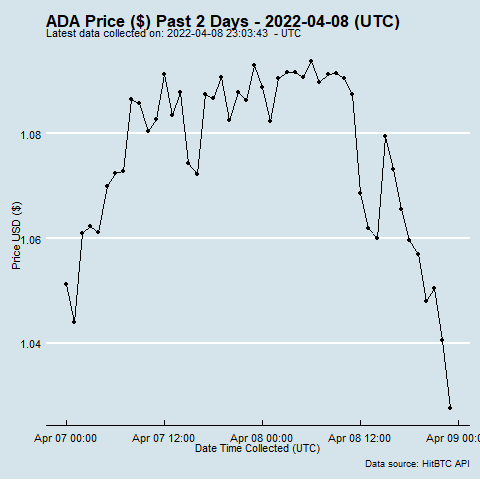 ADA Price ($) Past 2 Days - 2022-04-08 (UTC)
Latest data collected on: 2022-04-08 23:03:43  - UTC
1.08
1.06
1.04
Price USD ($)
Apr 07 00:00
Apr 07 12:00
Apr 08 00:00
Apr 08 12:00
Apr 09 00:00
Date Time Collected (UTC)
Data source: HitBTC API